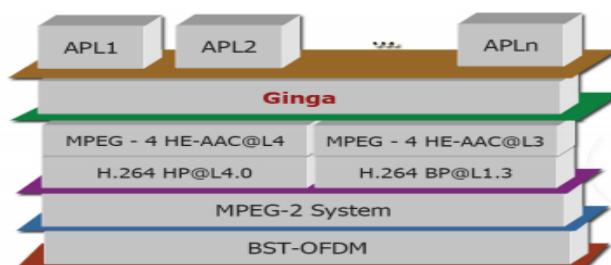 APL1 APL2 ... APLn
Ginga
MPEG - 4 HE-AAC@L4 MPEG - 4 HE-AAC@L3
H.264 HP@L4.0 H.264 BP@L1.3
MPEG-2 System
BST-OFDM